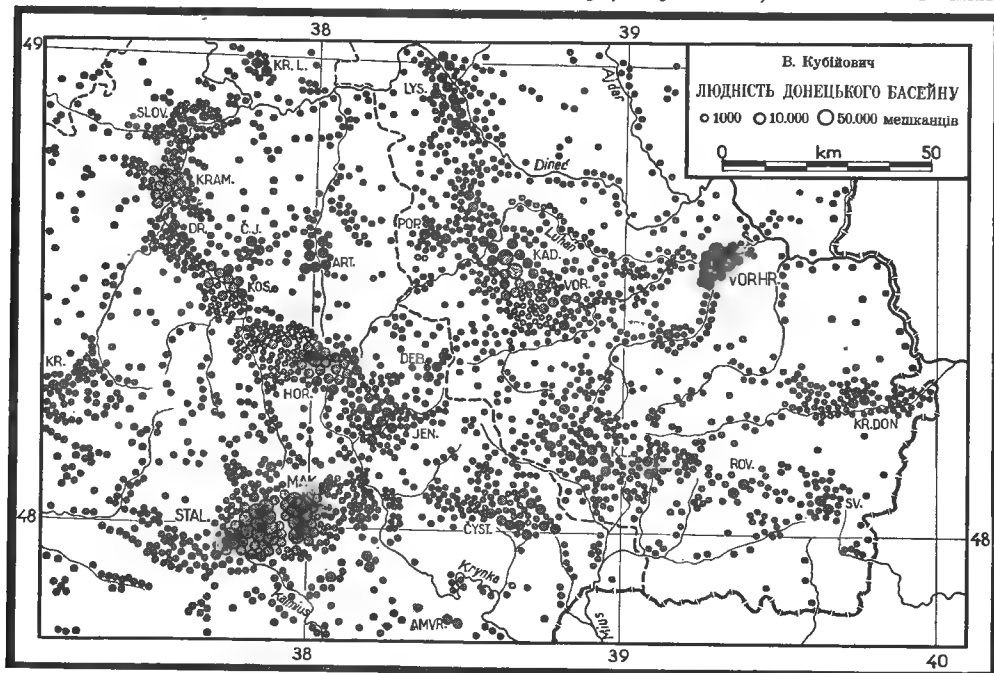 38
39
49
В. Кубійович
ЛЮДНІСТЬ ДОНЕЦЬКОГО БАСЕЙНУ
1000 10.000 50.000 мешканців
0 km 50
KR. L.
LYS.
Ajdar
SLOV.
Dinec
KRAM.
DR.
Č.J.
POP.
Luhan
ART.
KAD.
VORHR.
KOS.
VOR.
KR.
DEB.
HOR.
JEN.
KR.DON
K.L.
ROV.
MAK.
STAL.
ČYST.
SV.
48
48
Krynka
Kalmius
AMVR.
Mius
38
39
40